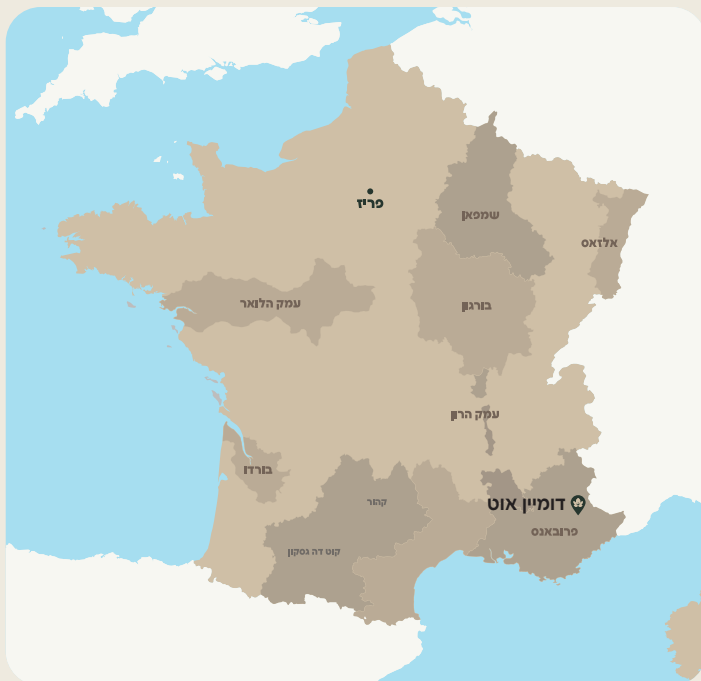 פריז
שמפאן
אלזאס
עמק הלואר
בורגון
עמק הרון
בורדו
קהור
דומיין אוט
פרובאנס
קוט דה גסקון